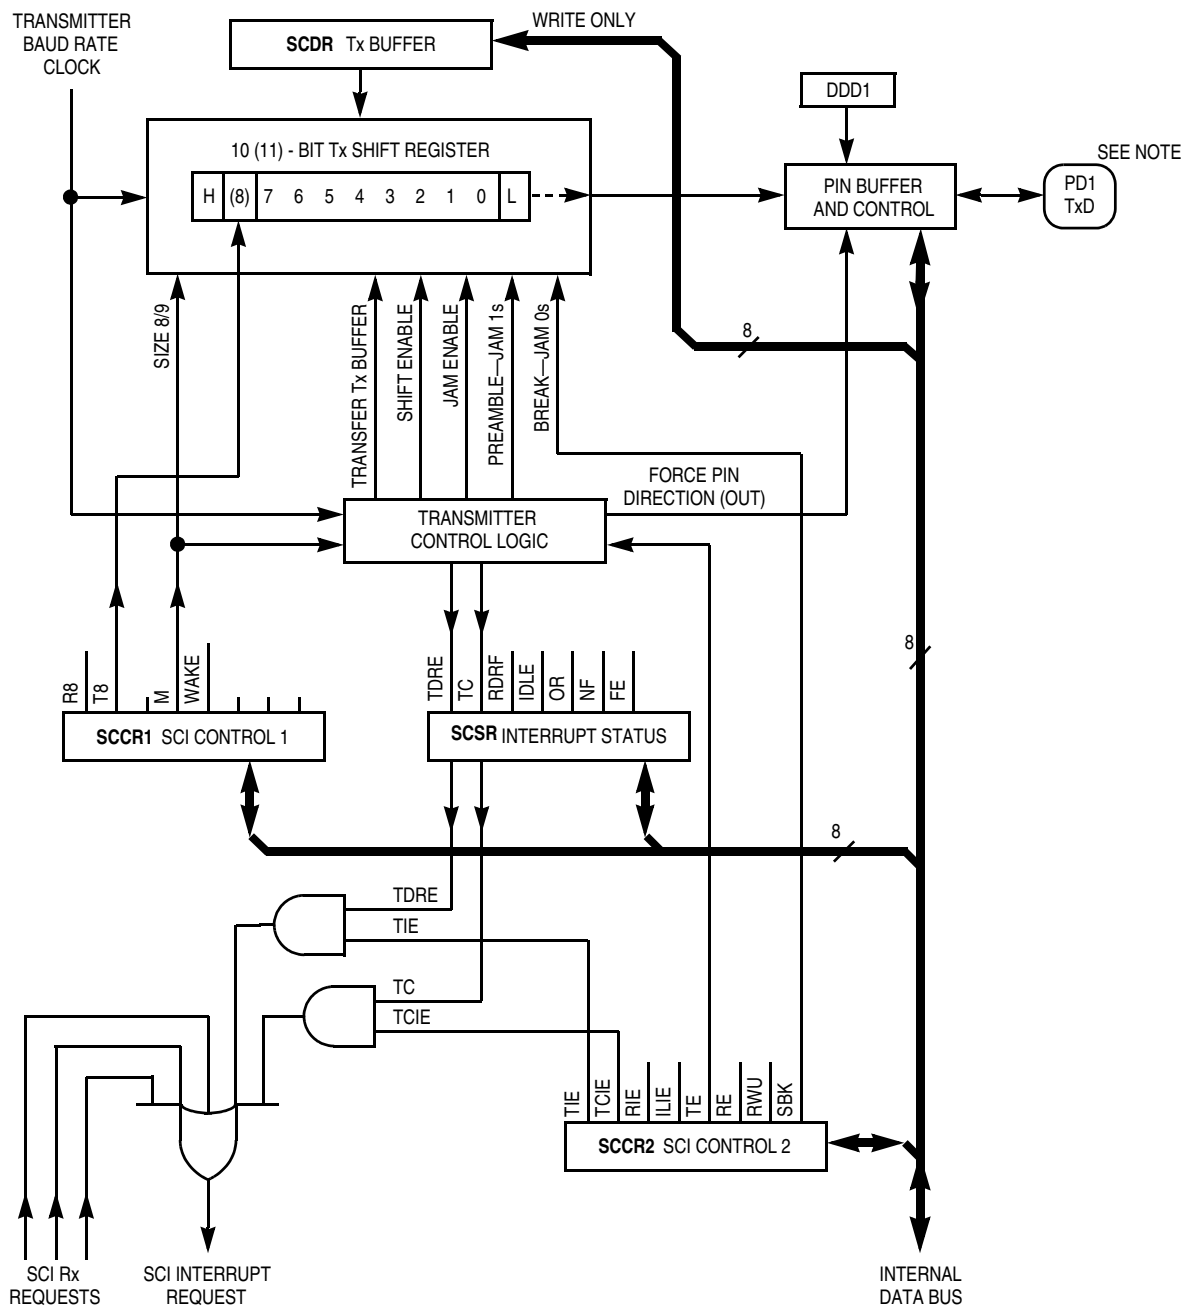 TRANSMITTER
BAUD RATE
CLOCK
SCDR Tx BUFFER
WRITE ONLY
DDD1
10 (11) - BIT Tx SHIFT REGISTER
H (8) 7 6 5 4 3 2 1 0 L
PIN BUFFER
AND CONTROL
SEE NOTE
PD1
TxD
SIZE 8/9
TRANSFER Tx BUFFER
SHIFT ENABLE
JAM ENABLE
PREAMBLE—JAM 1s
BREAK—JAM 0s
8
FORCE PIN
DIRECTION (OUT)
TRANSMITTER
CONTROL LOGIC
8
R8
T8
M
WAKE
SCCR1 SCI CONTROL 1
TDRE
TC
RDRF
IDLE
OR
NF
FE
SCSR INTERRUPT STATUS
8
TDRE
TIE
TC
TCIE
TIE
TCIE
RIE
ILIE
TE
RE
RWU
SBK
SCCR2 SCI CONTROL 2
SCI Rx
REQUESTS
SCI INTERRUPT
REQUEST
INTERNAL
DATA BUS